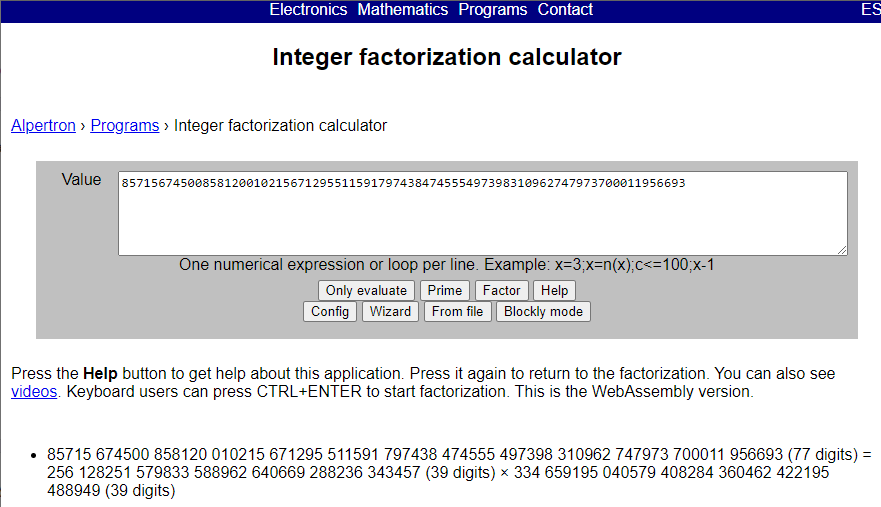 Electronics Mathematics Programs Contact ES
Integer factorization calculator
Alpertron › Programs › Integer factorization calculator
Value
85715674500858120010215671295511591797438474555497398310962747973700011956693
One numerical expression or loop per line. Example: x=3;x=n(x);c<=100;x-1
Only evaluate Prime Factor Help
Config Wizard From file Blockly mode
Press the Help button to get help about this application. Press it again to return to the factorization. You can also see
videos. Keyboard users can press CTRL+ENTER to start factorization. This is the WebAssembly version.
• 85715 674500 858120 010215 671295 511591 797438 474555 497398 310962 747973 700011 956693 (77 digits) =
256 128251 579833 588962 640669 288236 343457 (39 digits) × 334 659195 040579 408284 360462 422195
488949 (39 digits)